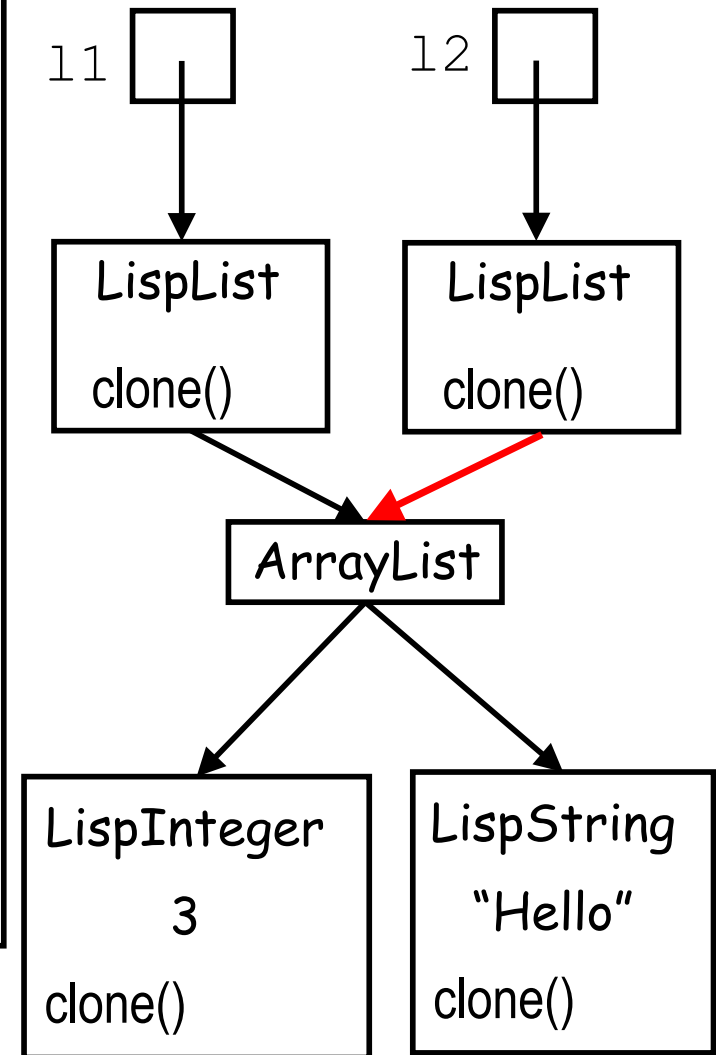 l1
l2
LispList
clone()
LispList
clone()
ArrayList
LispInteger
3
clone()
LispString
“Hello”
clone()